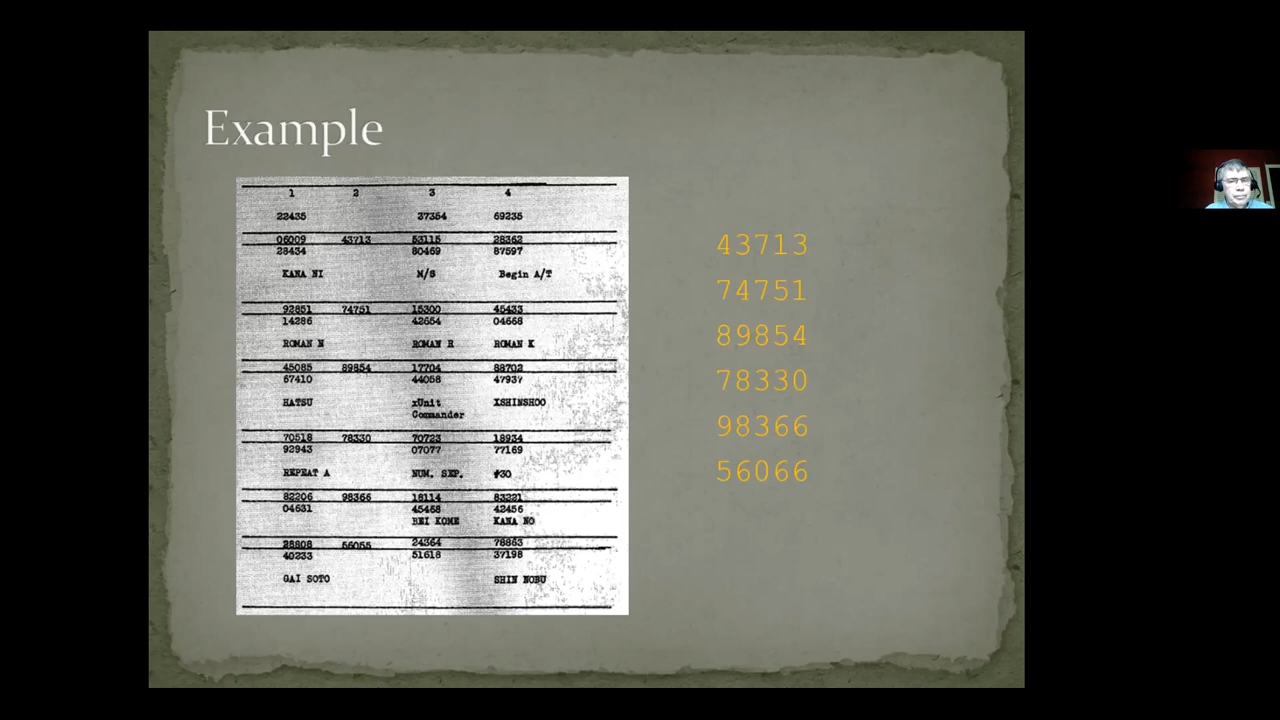 Example
1 2 3 4
22435 37354 69235
06009 43713 53115 28362
28434 80469 87597
KANA NI M/S Begin A/T
92851 74751 15300 45433
14286 42654 04668
ROMAN N ROMAN R ROMAN K
45085 89854 17704 88702
67410 44058 47937
HATSU xUnit XSHINSHOO
Commander
70518 78330 70723 18934
92943 07077 77169
REPEAT A NUM. SEP. #30
82206 98366 18114 83221
04631 45468 42456
BEI KOME KANA NO
28808 56055 24364 78863
40233 51618 37198
GAI SOTO SHIN NOBU
43713
74751
89854
78330
98366
56066